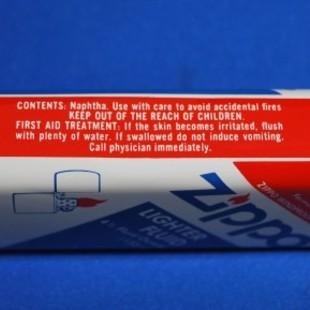 CONTENTS: Naphtha. Use with care to avoid accidental fires
KEEP OUT OF THE REACH OF CHILDREN.
FIRST AID TREATMENT: If the skin becomes irritated, flush
with plenty of water. If swallowed do not induce vomiting.
Call physician immediately.
Zippo
LIGHTER
FLUID